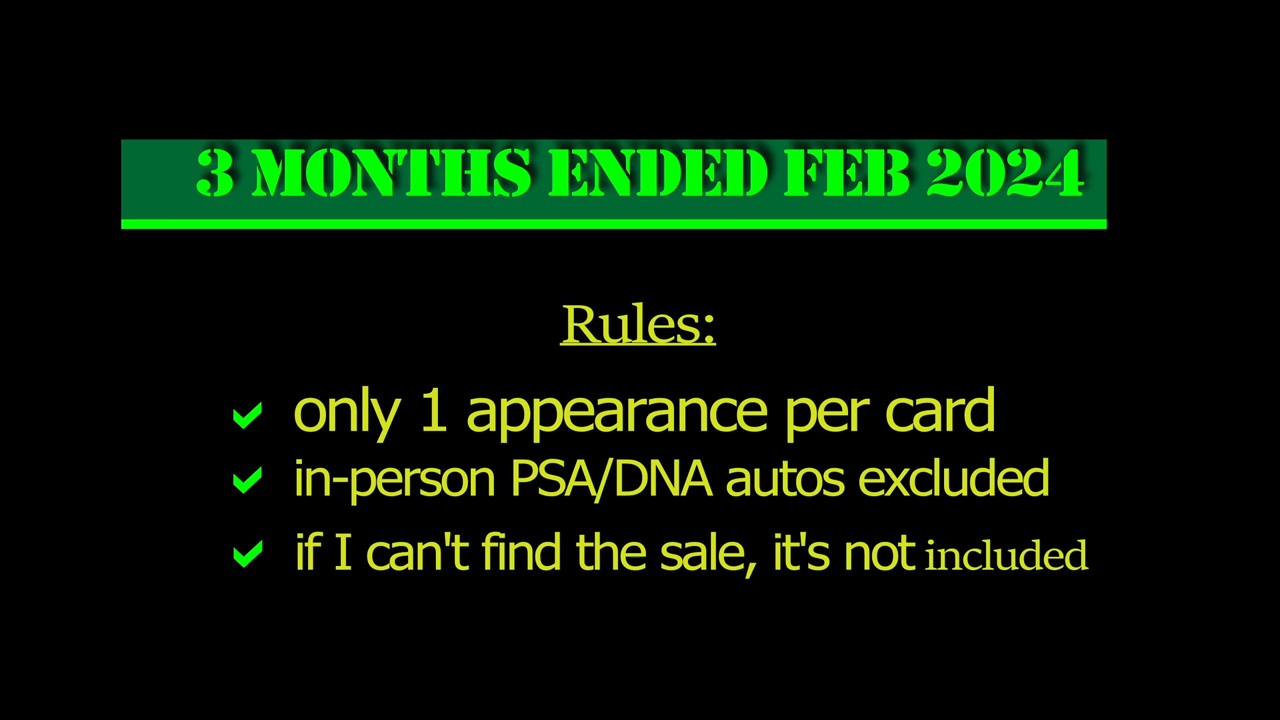 3 MONTHS ENDED FEB 2024
Rules:
only 1 appearance per card
in-person PSA/DNA autos excluded
if I can't find the sale, it's not included